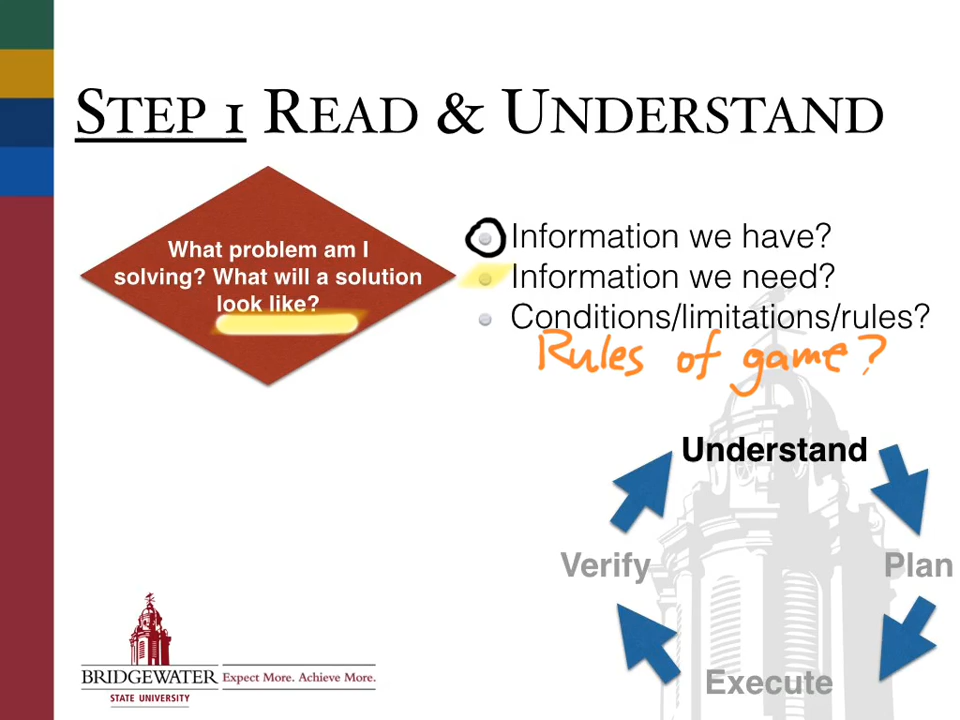 STEP 1 READ & UNDERSTAND
What problem am I
solving? What will a solution
look like?
Information we have?
Information we need?
Conditions/limitations/rules?
Rules of game?
Understand
Verify
Plan
Execute
BRIDGEWATER
STATE UNIVERSITY
Expect More. Achieve More.